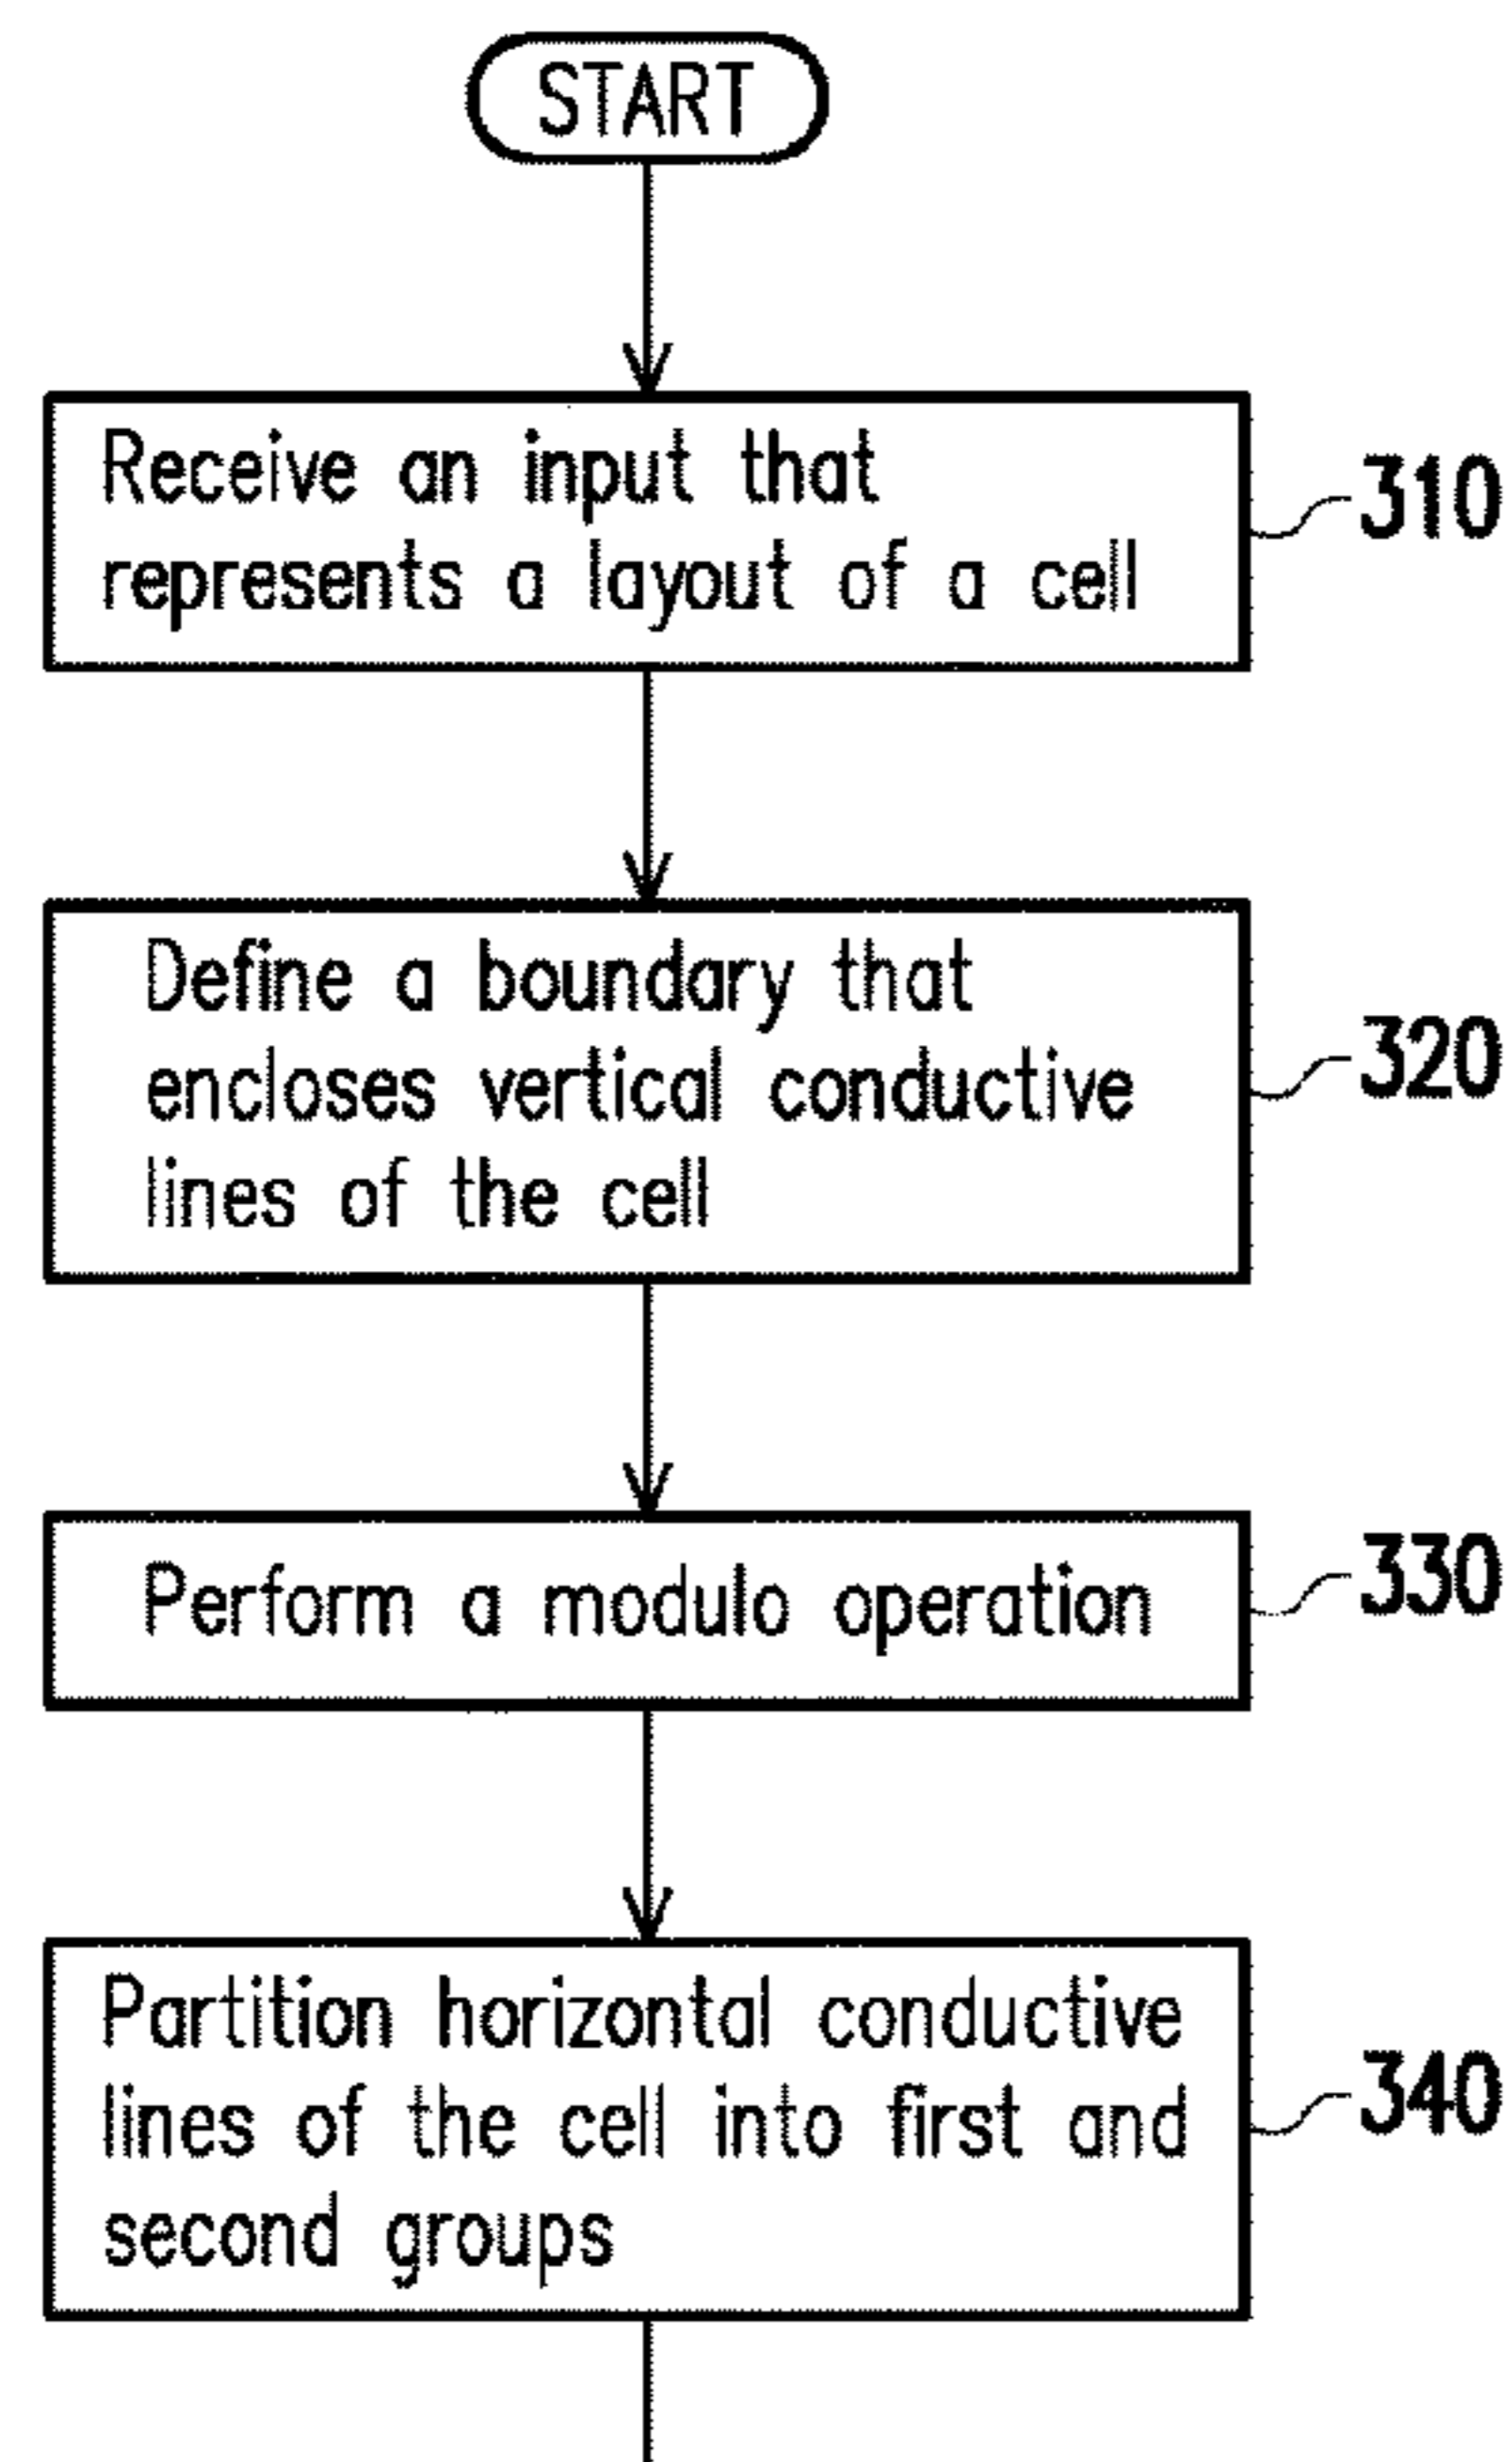 START
Receive an input that
represents a layout of a cell
310
Define a boundary that
encloses vertical conductive
lines of the cell
320
Perform a modulo operation
330
Partition horizontal conductive
lines of the cell into first and
second groups
340